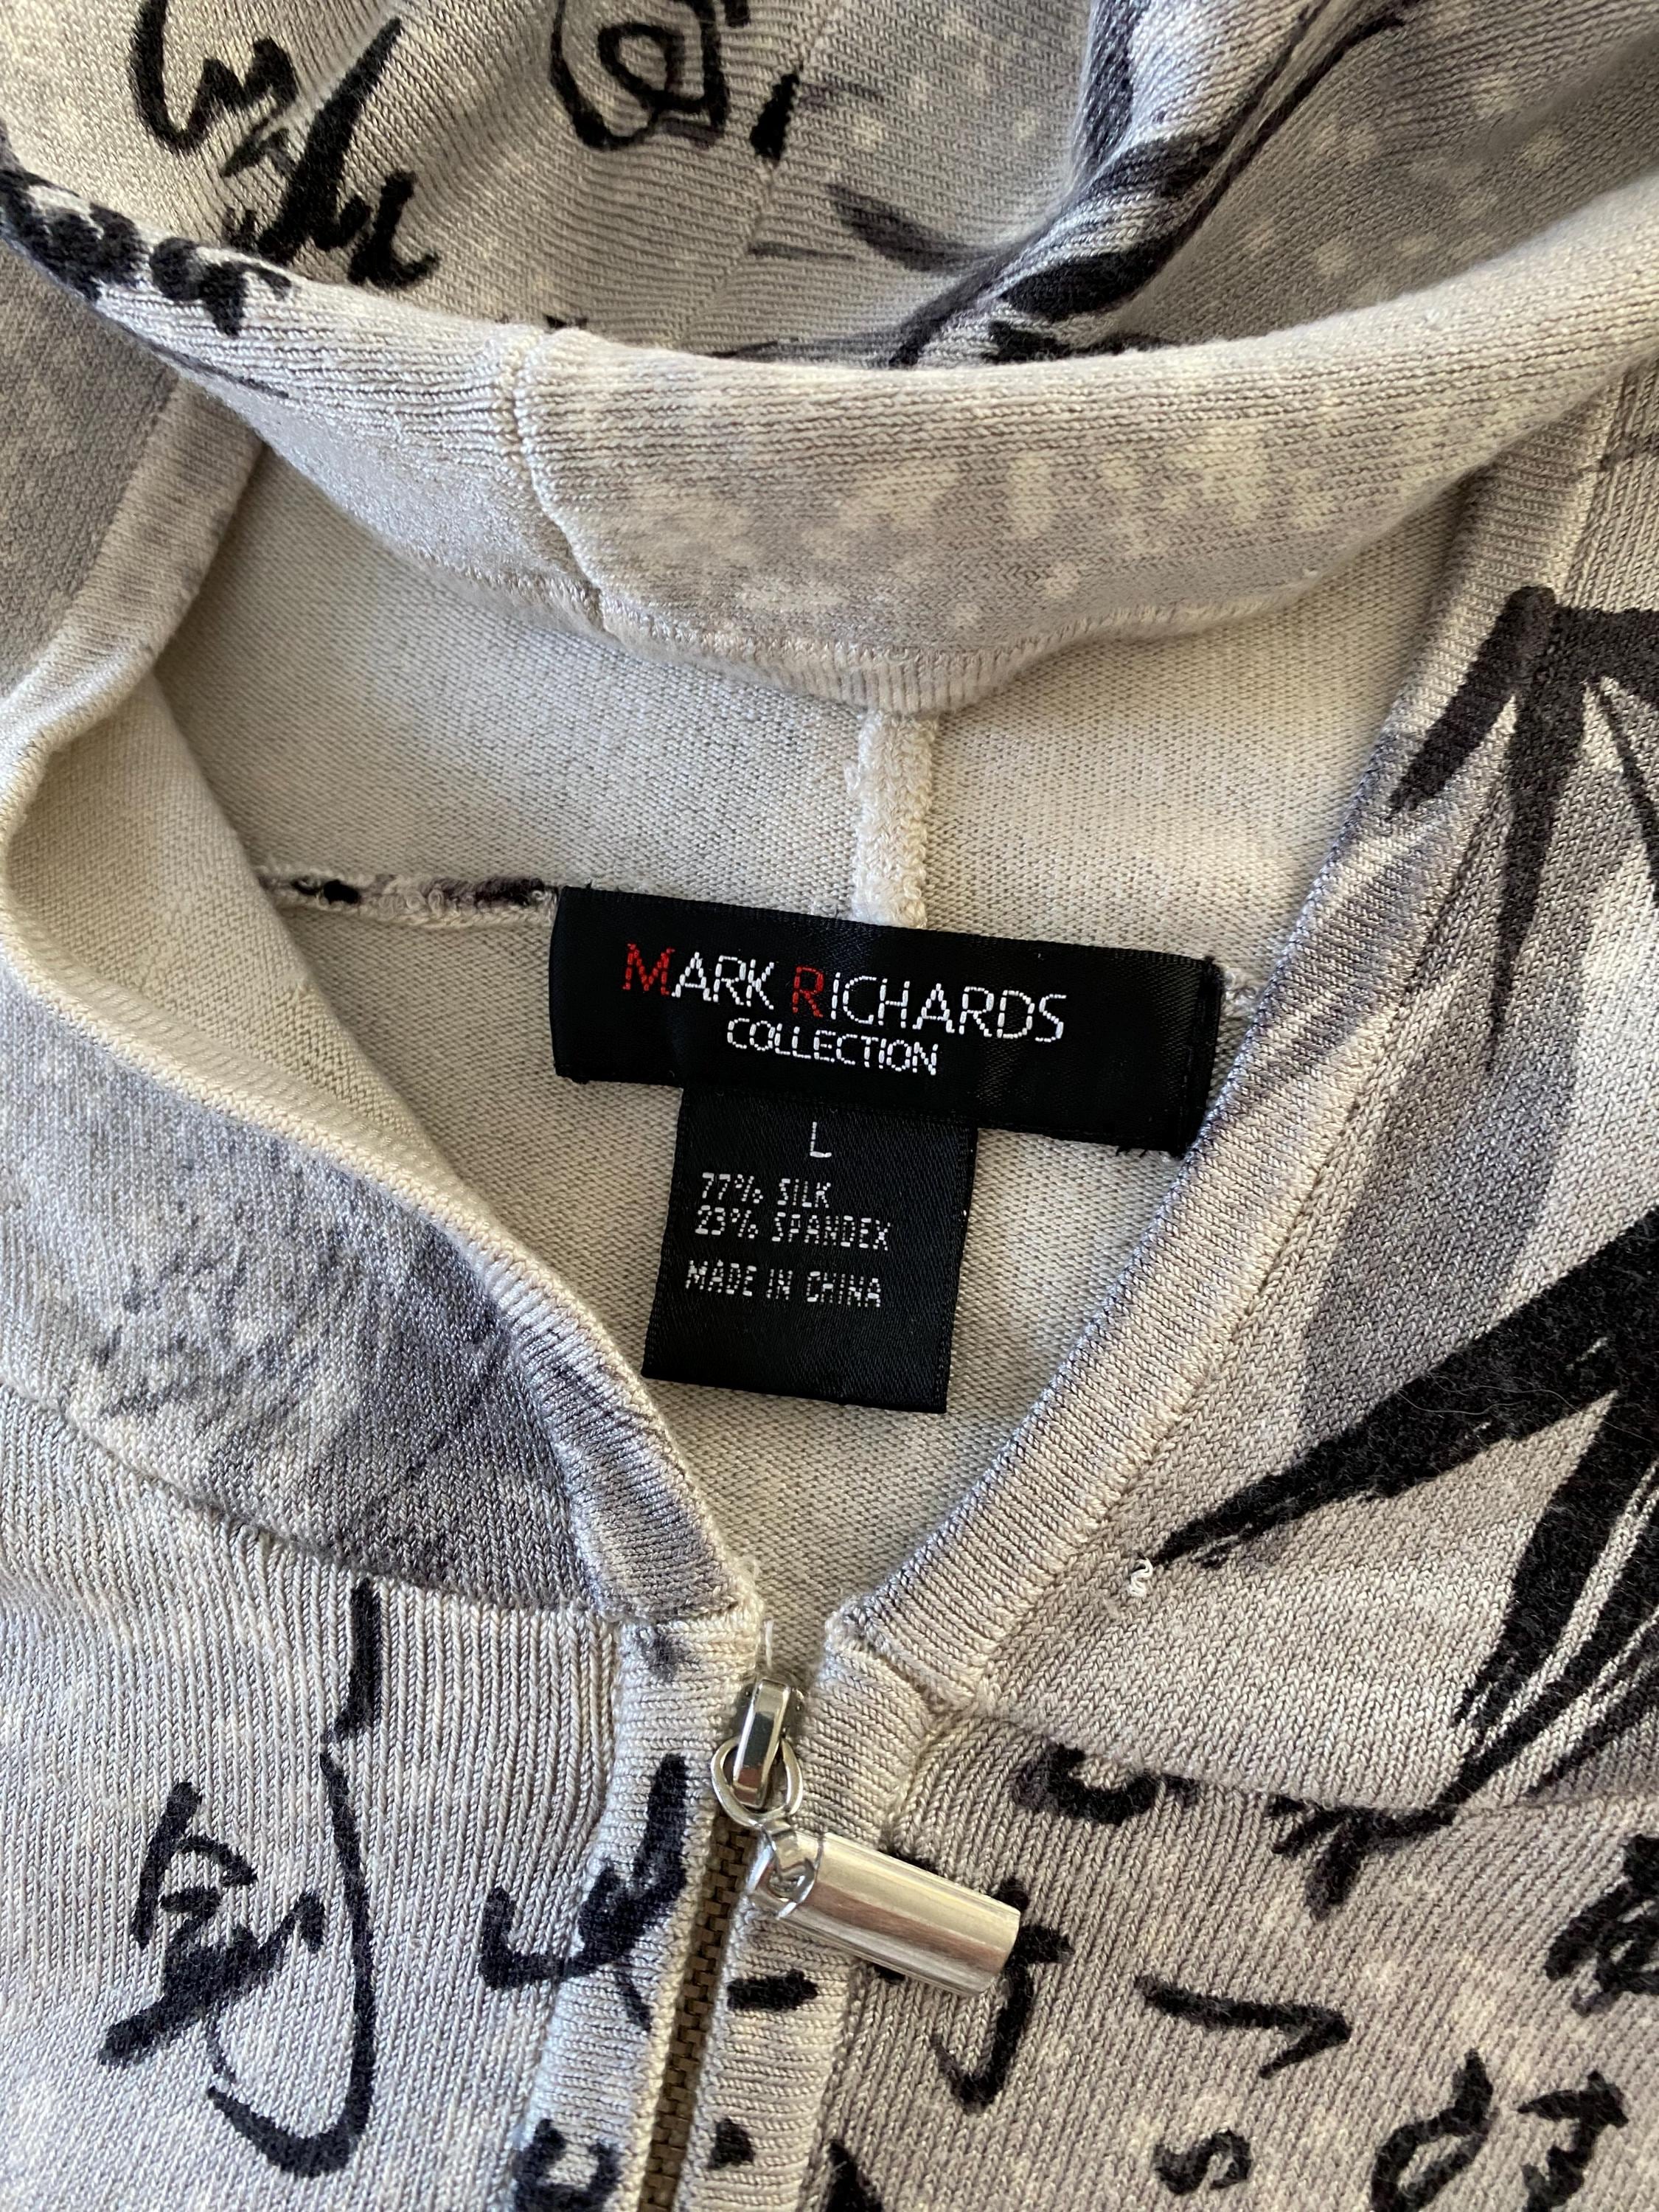 MARK RICHARDS
COLLECTION
L
77% SILK
23% SPANDEX
MADE IN CHINA